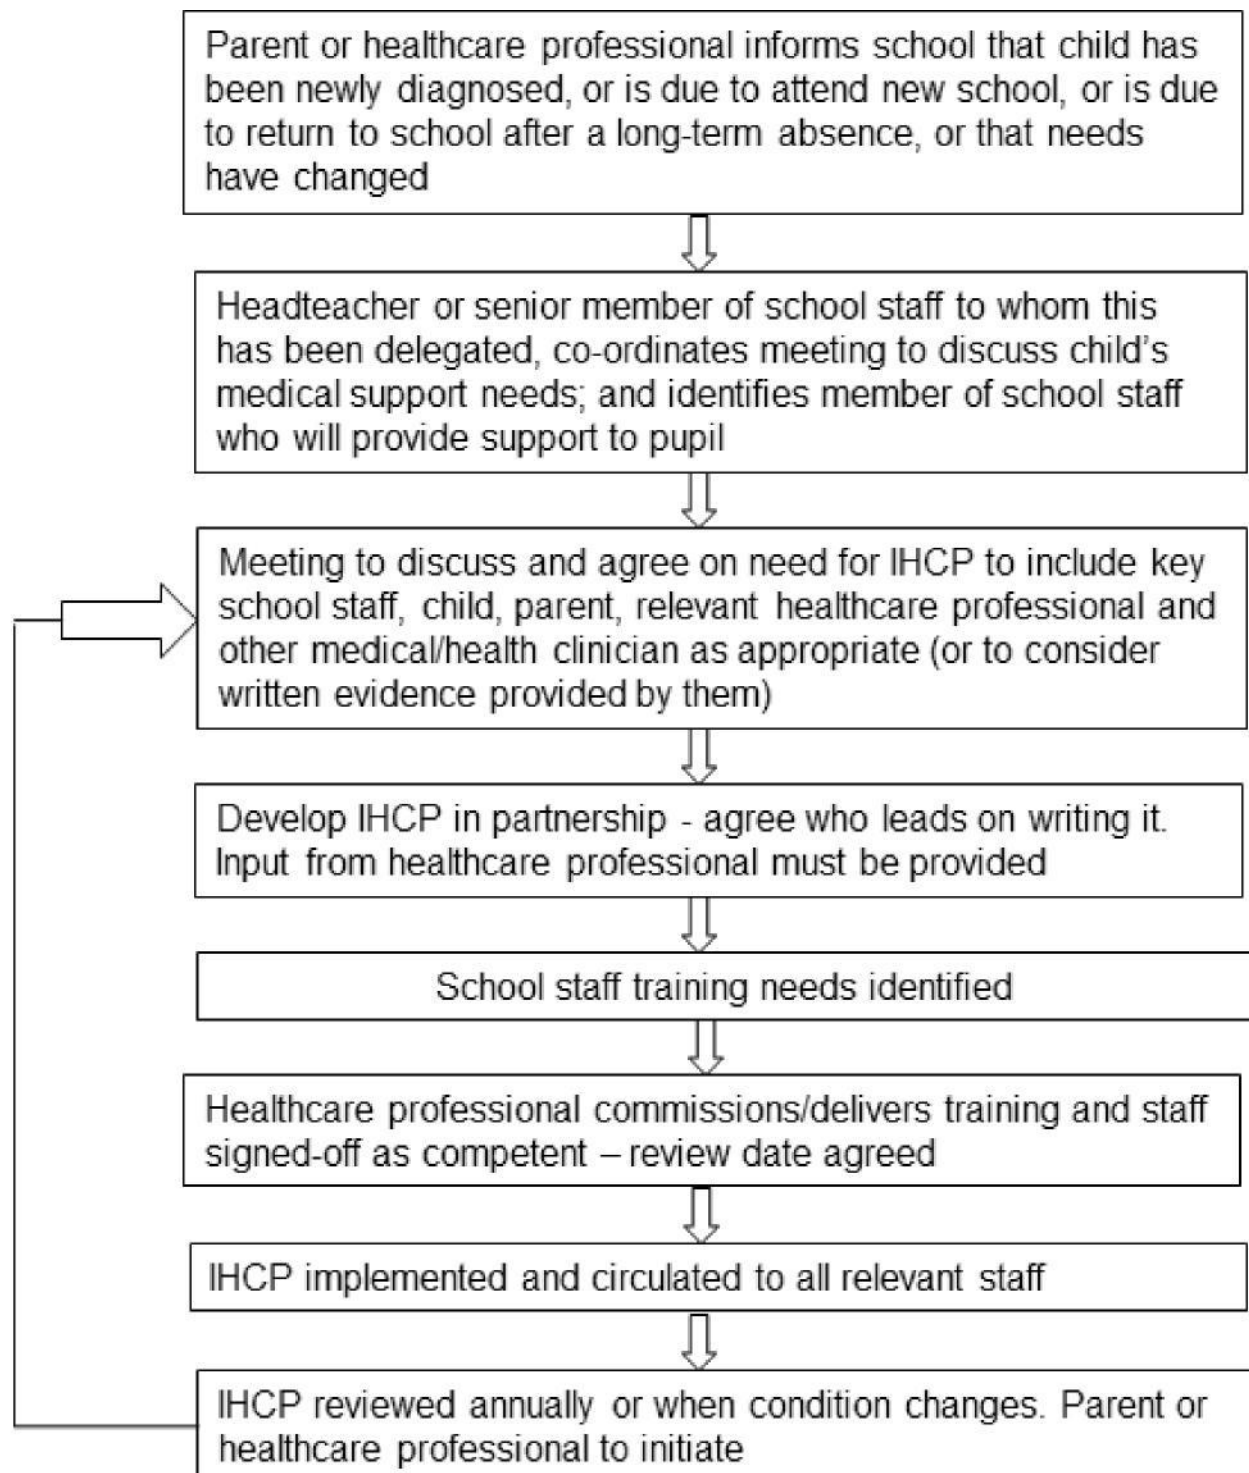 Parent or healthcare professional informs school that child has
been newly diagnosed, or is due to attend new school, or is due
to return to school after a long-term absence, or that needs
have changed
Headteacher or senior member of school staff to whom this
has been delegated, co-ordinates meeting to discuss child's
medical support needs; and identifies member of school staff
who will provide support to pupil
Meeting to discuss and agree on need for IHCP to include key
school staff, child, parent, relevant healthcare professional and
other medical/health clinician as appropriate (or to consider
written evidence provided by them)
Develop IHCP in partnership - agree who leads on writing it.
Input from healthcare professional must be provided
School staff training needs identified
Healthcare professional commissions/delivers training and staff
signed-off as competent – review date agreed
IHCP implemented and circulated to all relevant staff
IHCP reviewed annually or when condition changes. Parent or
healthcare professional to initiate